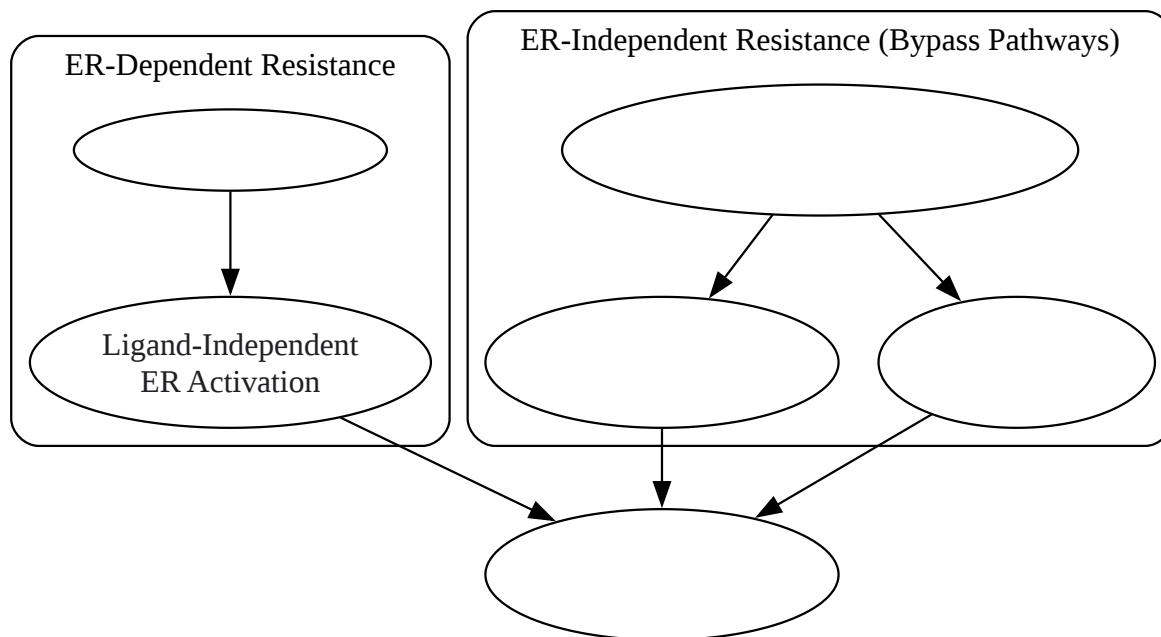 ER-Dependent Resistance
ER-Independent Resistance (Bypass Pathways)
Ligand-Independent
ER Activation